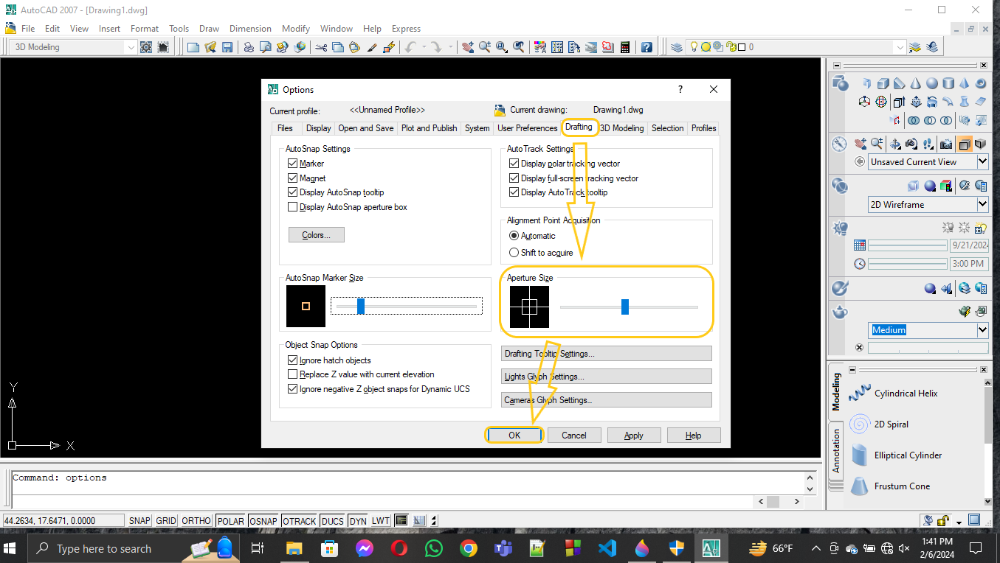 AutoCAD 2007 - [Drawing1.dwg]
File Edit View Insert Format Tools Draw Dimension Modify Window Help Express
3D Modeling
0
Options
?
Current profile: <<Unnamed Profile>> Current drawing: Drawing1.dwg
Files Display Open and Save Plot and Publish System User Preferences Drafting 3D Modeling Selection Profiles
AutoSnap Settings
Marker
Magnet
Display AutoSnap tooltip
Display AutoSnap aperture box
Colors...
AutoTrack Settings
Display polar tracking vector
Display full-screen tracking vector
Display AutoTrack tooltip
Alignment Point Acquisition
Automatic
Shift to acquire
AutoSnap Marker Size
Aperture Size
Object Snap Options
Ignore hatch objects
Replace Z value with current elevation
Ignore negative Z object snaps for Dynamic UCS
Drafting Tooltip Settings...
Lights Glyph Settings...
Cameras Glyph Settings...
OK Cancel Apply Help
Unsaved Current View
2D Wireframe
9/21/2024
3:00 PM
Medium
Modeling
Annotation
Cylindrical Helix
2D Spiral
Elliptical Cylinder
Frustum Cone
Y
X
Command: options
44.2634, 17.6471, 0.0000 SNAP GRID ORTHO POLAR OSNAP OTRACK DUCS DYN LWT
Type here to search
66°F
1:41 PM
2/6/2024